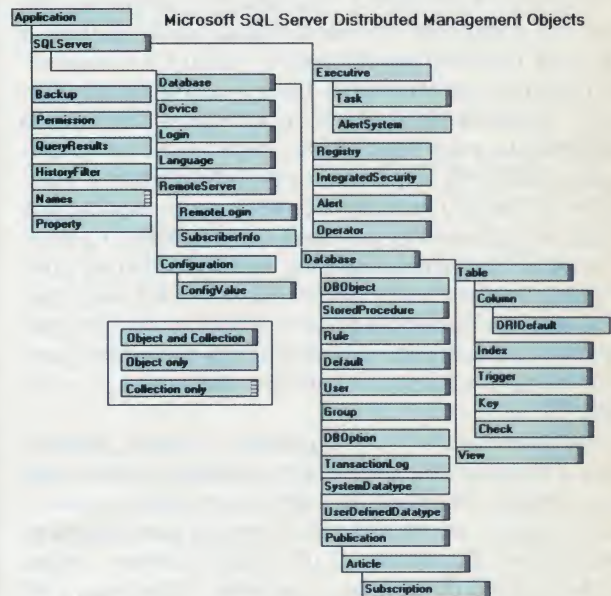 Microsoft SQL Server Distributed Management Objects
Application
SQLServer
Backup
Permission
QueryResults
HistoryFilter
Names
Property
Database
Device
Login
Language
RemoteServer
RemoteLogin
SubscriberInfo
Configuration
ConfigValue
Executive
Task
AlertSystem
Registry
IntegratedSecurity
Alert
Operator
Database
DBObject
StoredProcedure
Rule
Default
User
Group
DBOption
TransactionLog
SystemDatatype
UserDefinedDatatype
Publication
Article
Subscription
Table
Column
DRIDefault
Index
Trigger
Key
Check
View
Object and Collection
Object only
Collection only